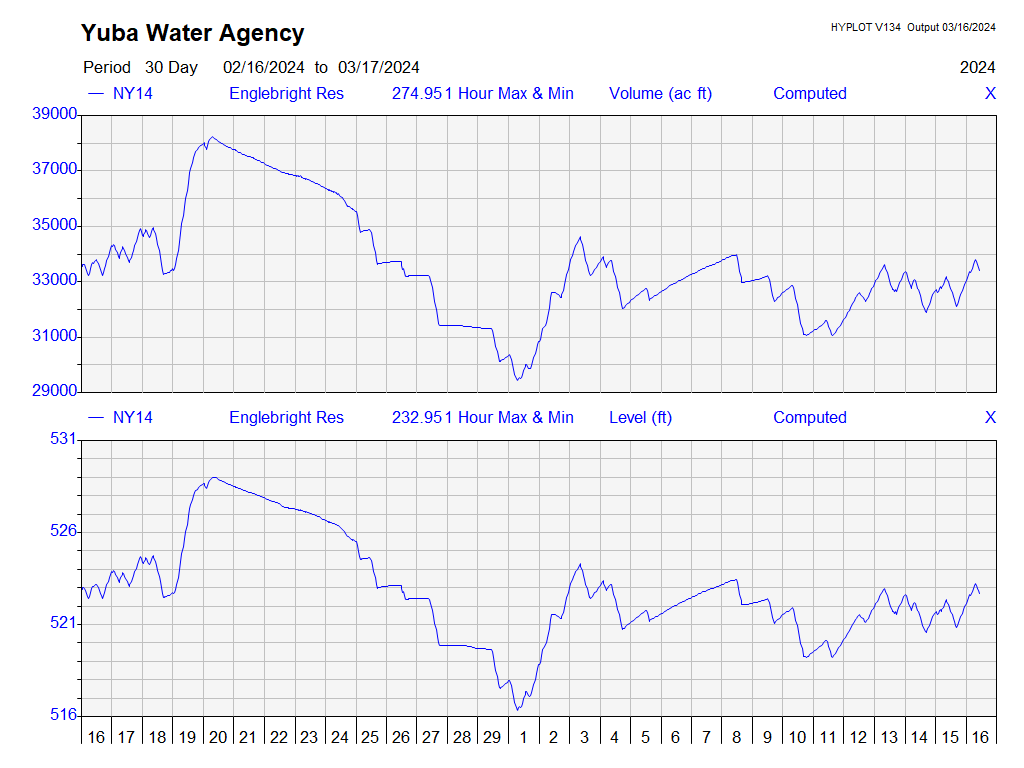 Yuba Water Agency
HYPLOT V134 Output 03/16/2024
Period 30 Day 02/16/2024 to 03/17/2024 2024
NY14 Englebright Res 274.951 Hour Max & Min Volume (ac ft) Computed X
39000
37000
35000
33000
31000
29000
NY14 Englebright Res 232.951 Hour Max & Min Level (ft) Computed X
531
526
521
516
16 17 18 19 20 21 22 23 24 25 26 27 28 29 1 2 3 4 5 6 7 8 9 10 11 12 13 14 15 16